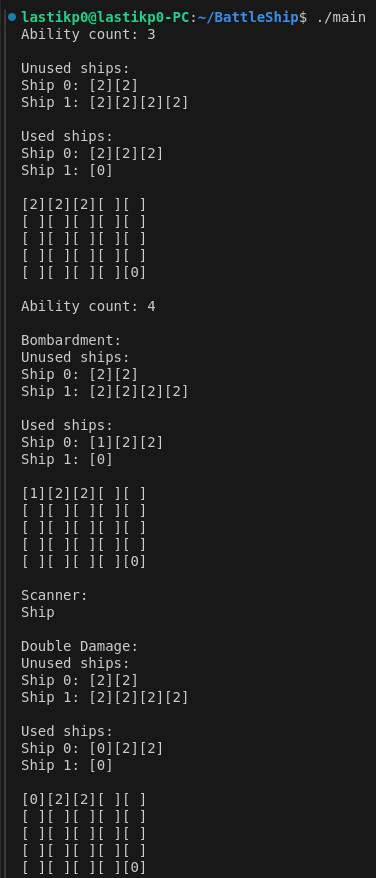 lastikp0@lastikp0-PC:~/BattleShip$ ./main
Ability count: 3
Unused ships:
Ship 0: [2][2]
Ship 1: [2][2][2][2]
Used ships:
Ship 0: [2][2][2]
Ship 1: [0]
[2][2][2][ ][ ]
[ ][ ][ ][ ][ ]
[ ][ ][ ][ ][ ]
[ ][ ][ ][ ][ ]
[ ][ ][ ][ ][0]
Ability count: 4
Bombardment:
Unused ships:
Ship 0: [2][2]
Ship 1: [2][2][2][2]
Used ships:
Ship 0: [1][2][2]
Ship 1: [0]
[1][2][2][ ][ ]
[ ][ ][ ][ ][ ]
[ ][ ][ ][ ][ ]
[ ][ ][ ][ ][ ]
[ ][ ][ ][ ][0]
Scanner:
Ship
Double Damage:
Unused ships:
Ship 0: [2][2]
Ship 1: [2][2][2][2]
Used ships:
Ship 0: [0][2][2]
Ship 1: [0]
[0][2][2][ ][ ]
[ ][ ][ ][ ][ ]
[ ][ ][ ][ ][ ]
[ ][ ][ ][ ][ ]
[ ][ ][ ][ ][0]